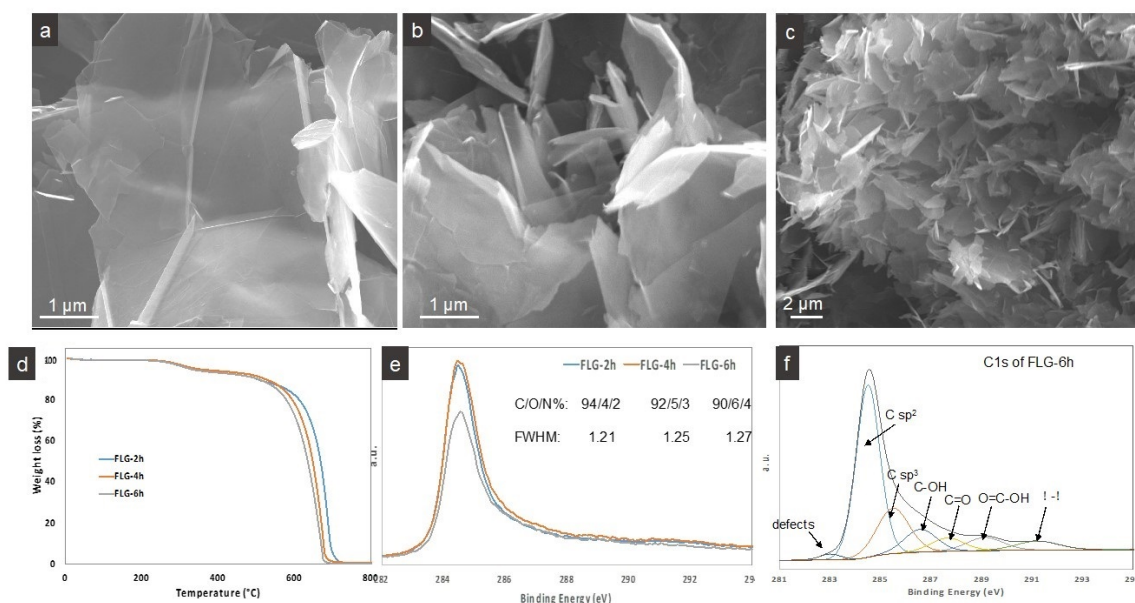 a
1 µm
b
1 µm
c
2 µm
d
Weight loss (%)
100
80
60
40
20
0
FLG-2h
FLG-4h
FLG-6h
0 200 400 600 800
Temperature (°C)
e
FLG-2h FLG-4h FLG-6h
C/O/N%: 94/4/2 92/5/3 90/6/4
FWHM: 1.21 1.25 1.27
a.u.
282 284 286 288 290 292 29
Binding Energy (eV)
f
C1s of FLG-6h
a.u.
C sp²
C sp³
C-OH
C=O
O=C-OH
! -!
defects
281 283 285 287 289 291 293 29
Binding Energy (eV)